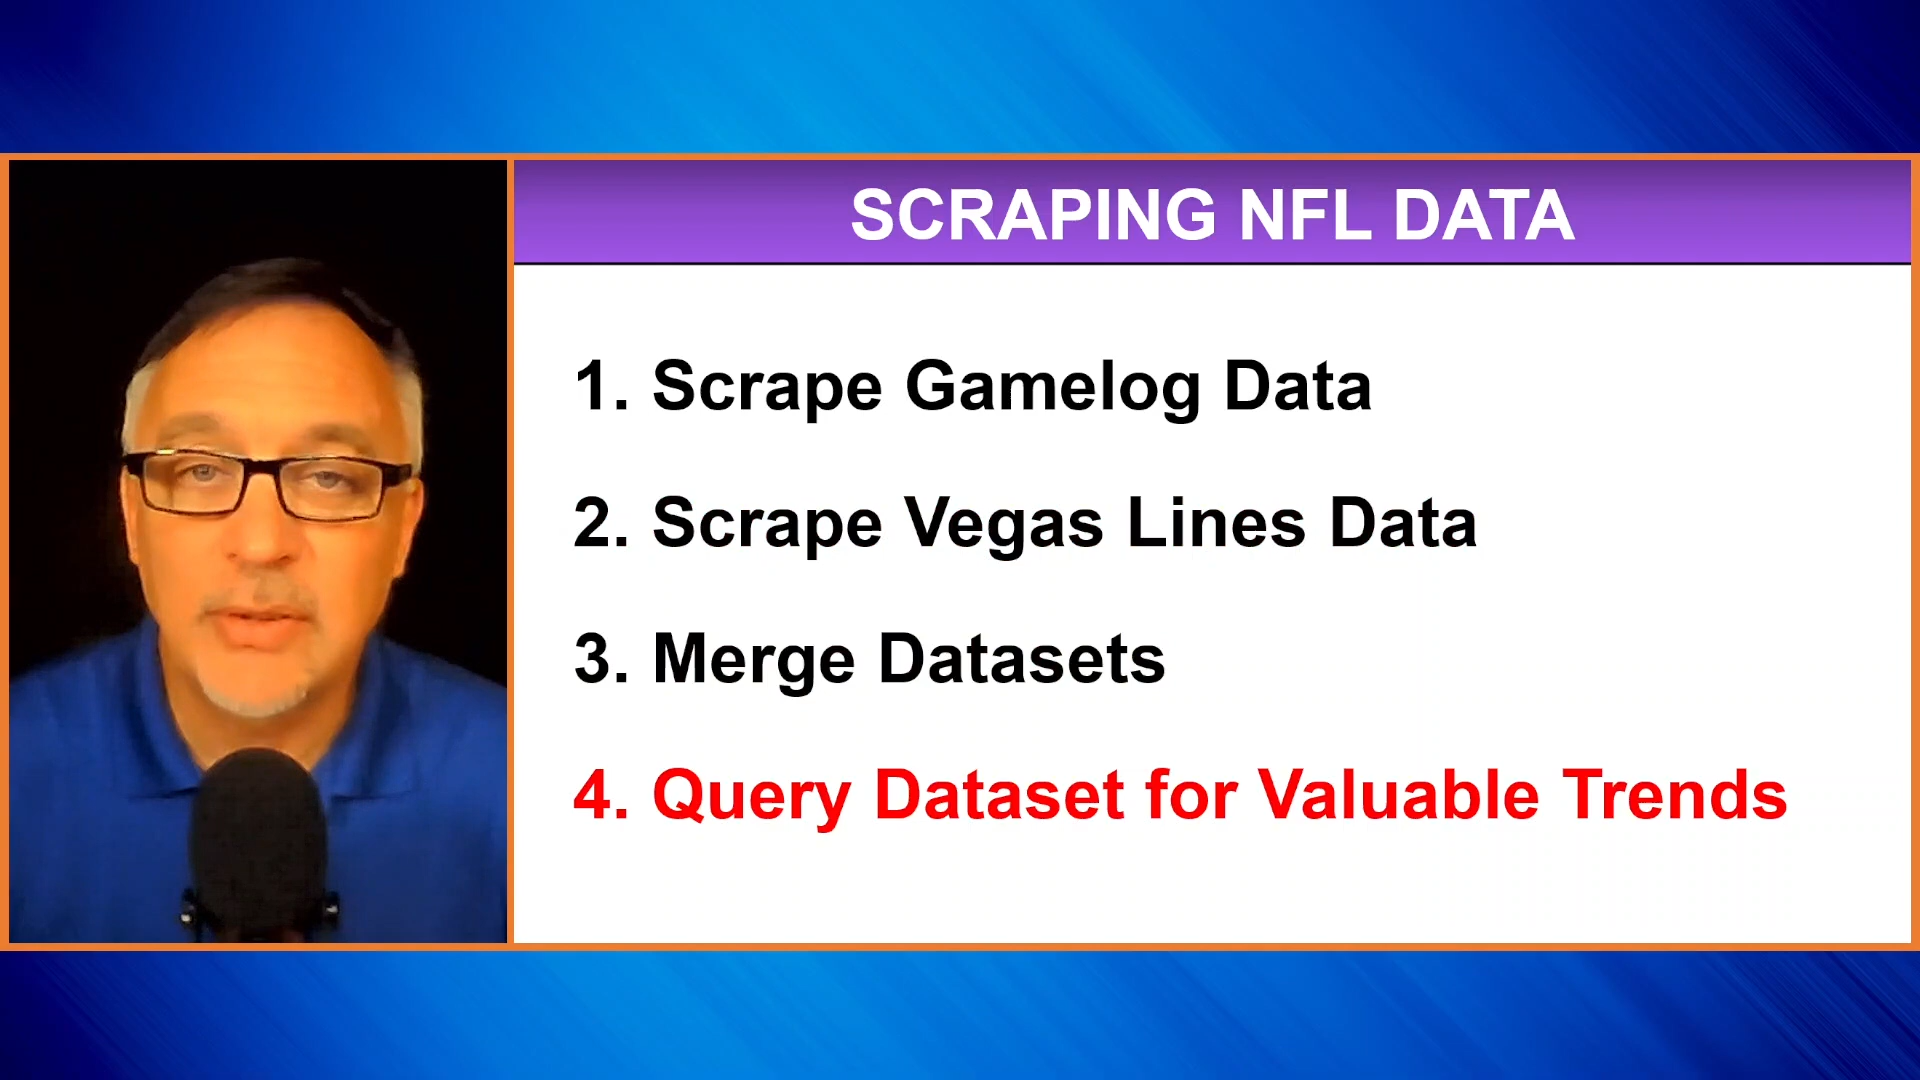 SCRAPING NFL DATA
1. Scrape Gamelog Data
2. Scrape Vegas Lines Data
3. Merge Datasets
4. Query Dataset for Valuable Trends